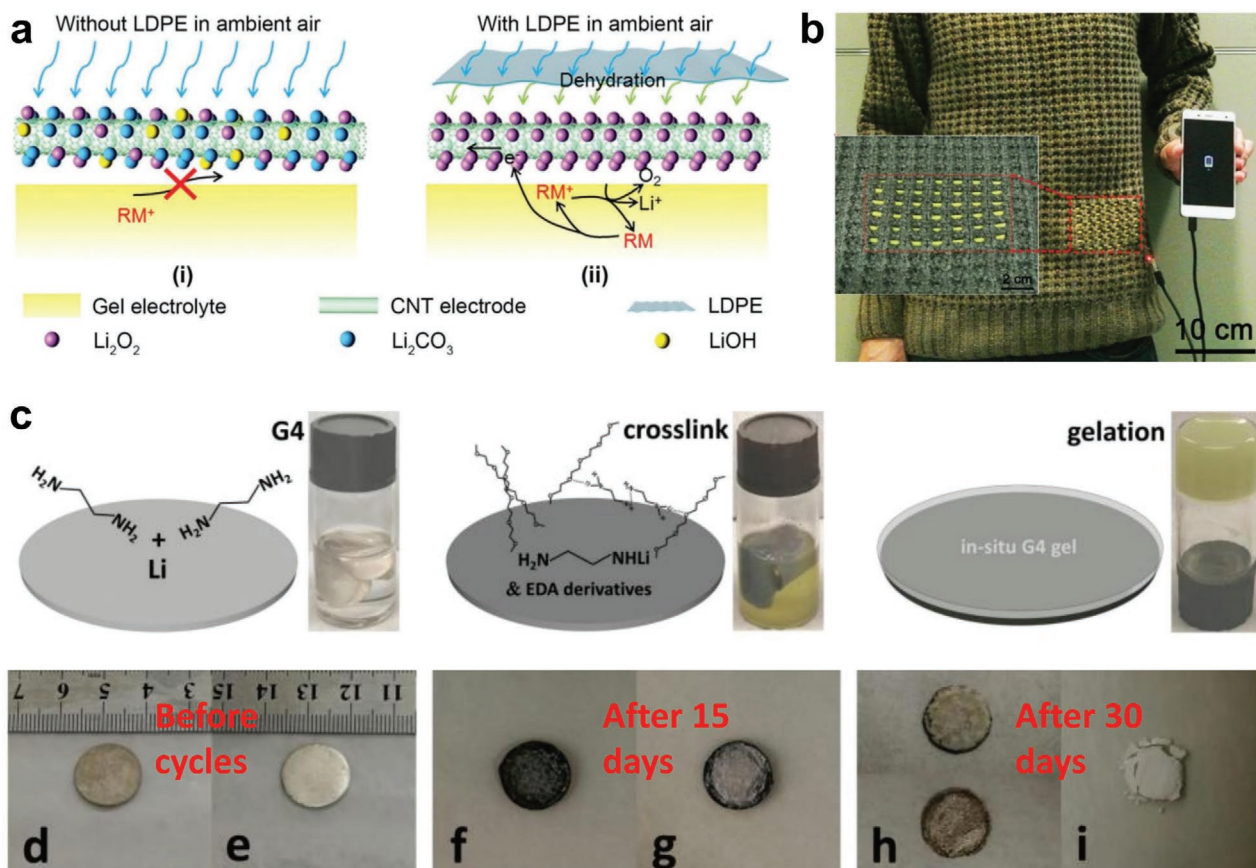 a
Without LDPE in ambient air
With LDPE in ambient air
Dehydration
e⁻
O₂
RM⁺
Li⁺
RM⁺
RM
(i)
(ii)
Gel electrolyte
CNT electrode
LDPE
Li₂O₂
Li₂CO₃
LiOH
b
2 cm
10 cm
c
G4
H₂N
NH₂
H₂N
NH₂
+
Li
crosslink
H₂N
NHLi
& EDA derivatives
gelation
in-situ G4 gel
7 6 5 4 3 15 14 13 12 11
Before
cycles
After 15
days
After 30
days
d
e
f
g
h
i